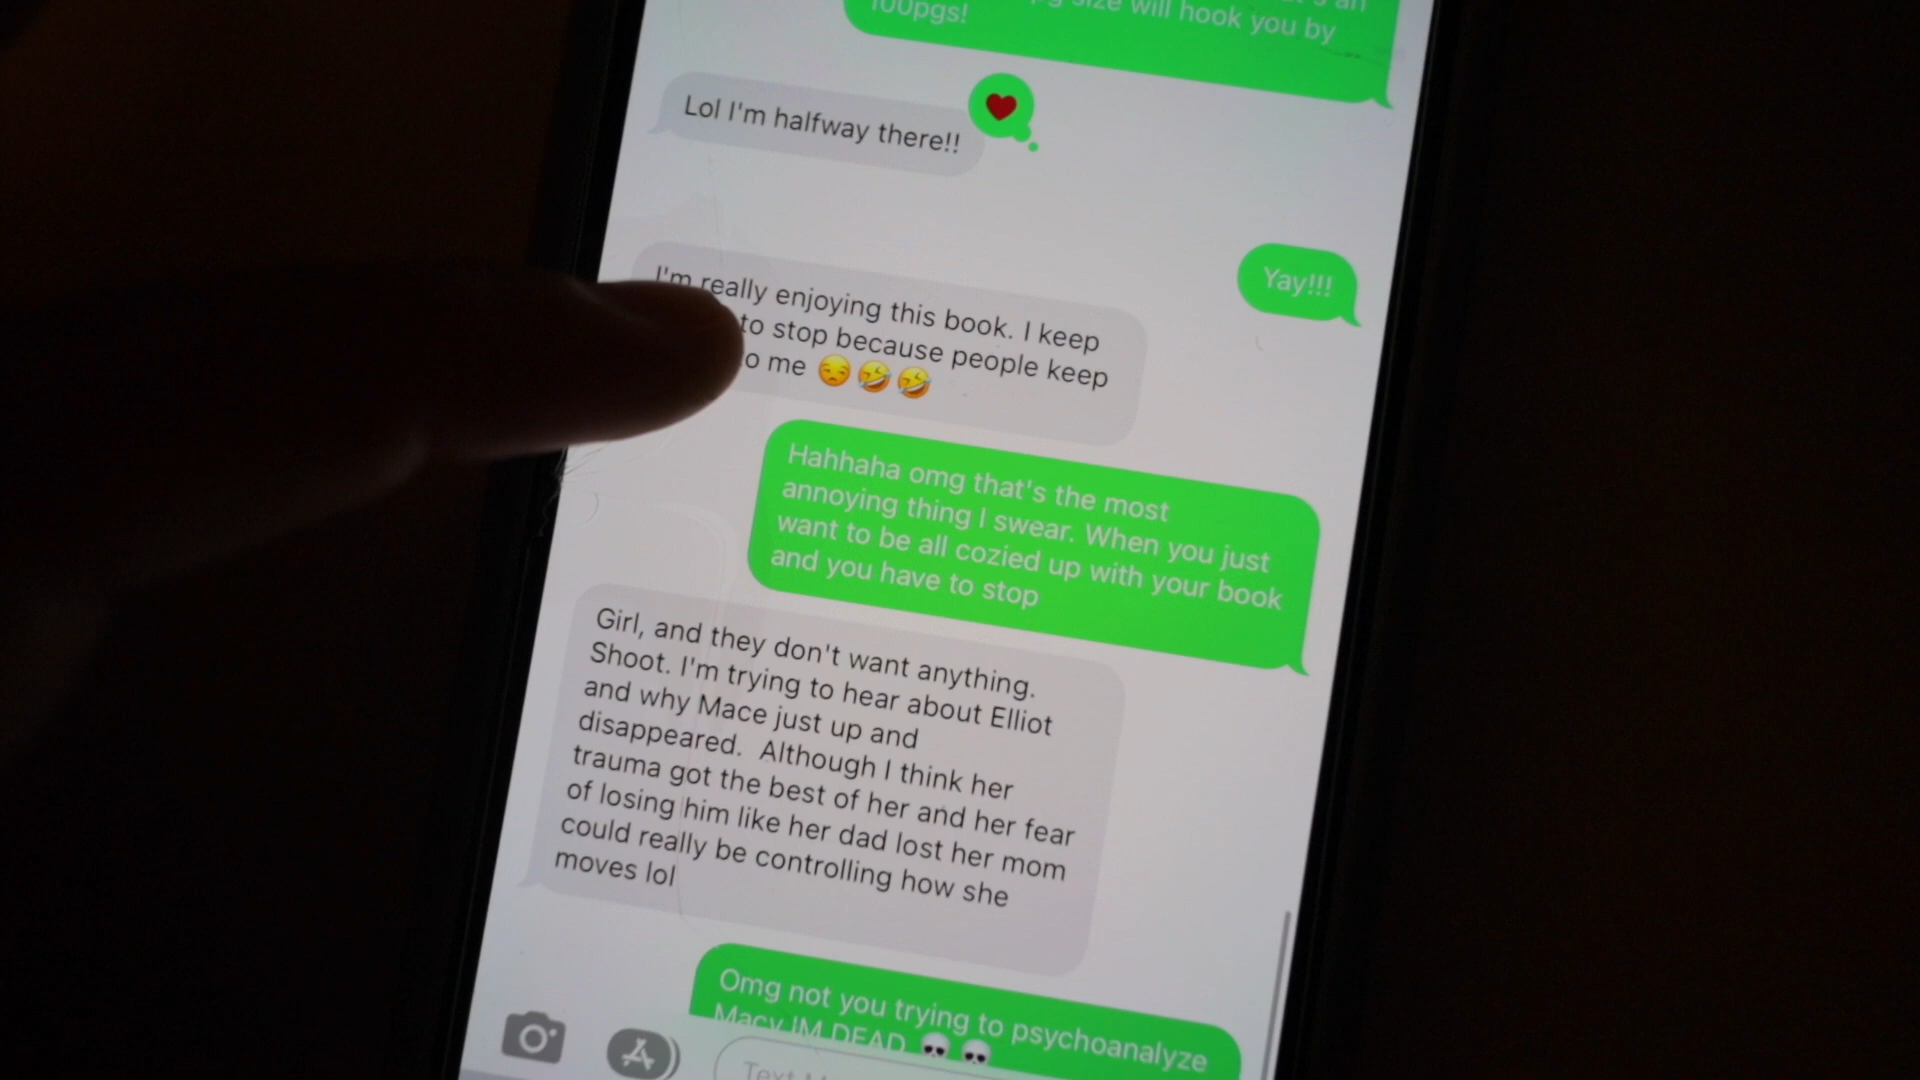 size will hook you by
100pgs!
Lol I'm halfway there!!
Yay!!!
I'm really enjoying this book. I keep
to stop because people keep
me 😒🤣🤣
Hahhaha omg that's the most
annoying thing I swear. When you just
want to be all cozied up with your book
and you have to stop
Girl, and they don't want anything.
Shoot. I'm trying to hear about Elliot
and why Mace just up and
disappeared. Although I think her
trauma got the best of her and her fear
of losing him like her dad lost her mom
could really be controlling how she
moves lol
Omg not you trying to psychoanalyze
Macy IM DEAD 💀💀
Text